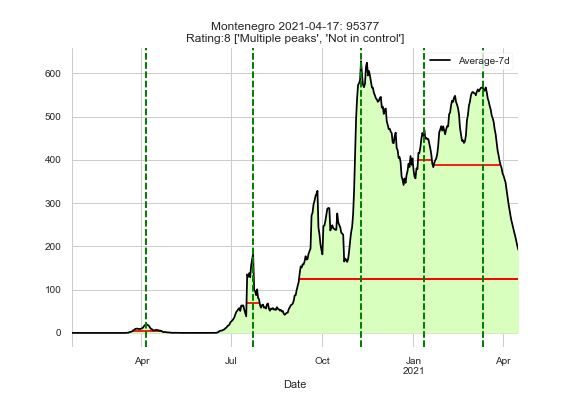 Montenegro 2021-04-17: 95377
Rating:8 ['Multiple peaks', 'Not in control']
Average-7d
600
500
400
300
200
100
0
Apr
Jul
Oct
Jan
2021
Apr
Date